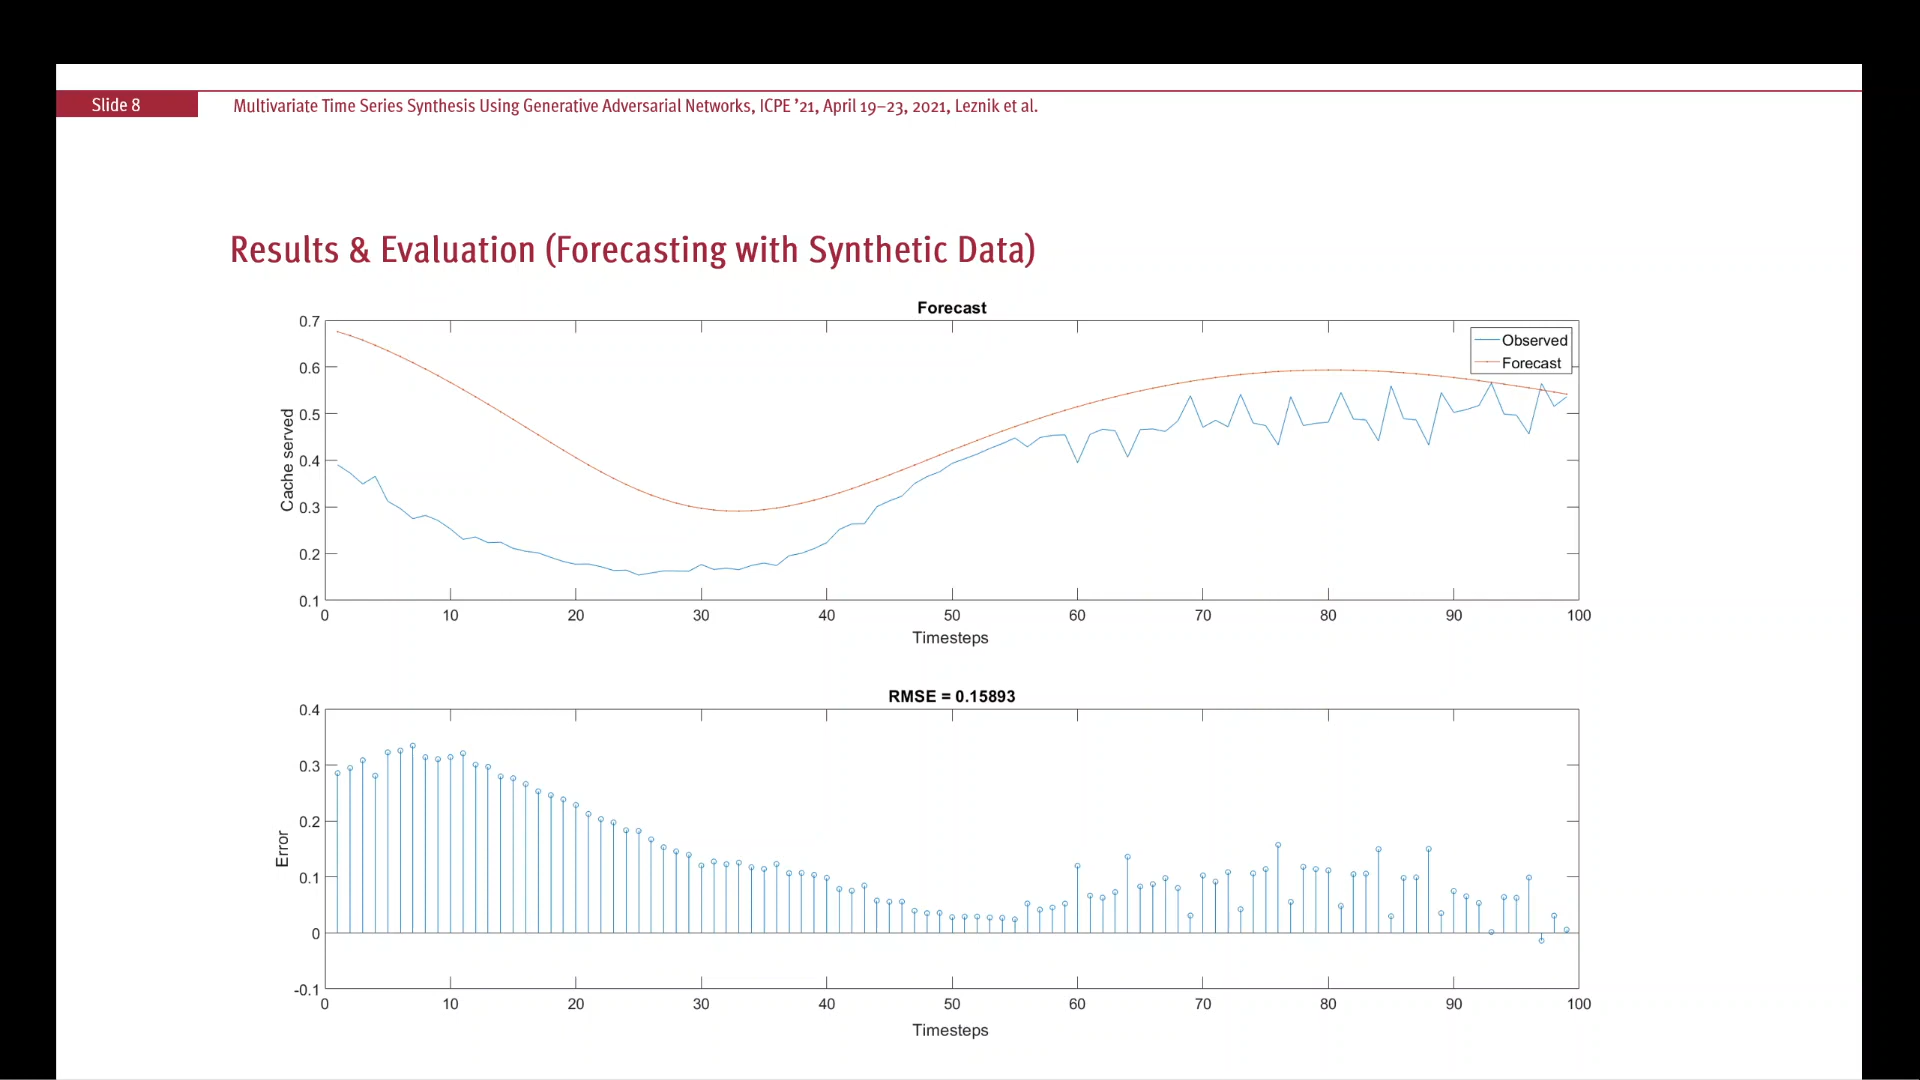 Slide 8
Multivariate Time Series Synthesis Using Generative Adversarial Networks, ICPE ’21, April 19–23, 2021, Leznik et al.
Results & Evaluation (Forecasting with Synthetic Data)
Forecast
0.7
0.6
0.5
0.4
0.3
0.2
0.1
Cache served
Observed
Forecast
0 10 20 30 40 50 60 70 80 90 100
Timesteps
RMSE = 0.15893
0.4
0.3
0.2
0.1
0
-0.1
Error
0 10 20 30 40 50 60 70 80 90 100
Timesteps